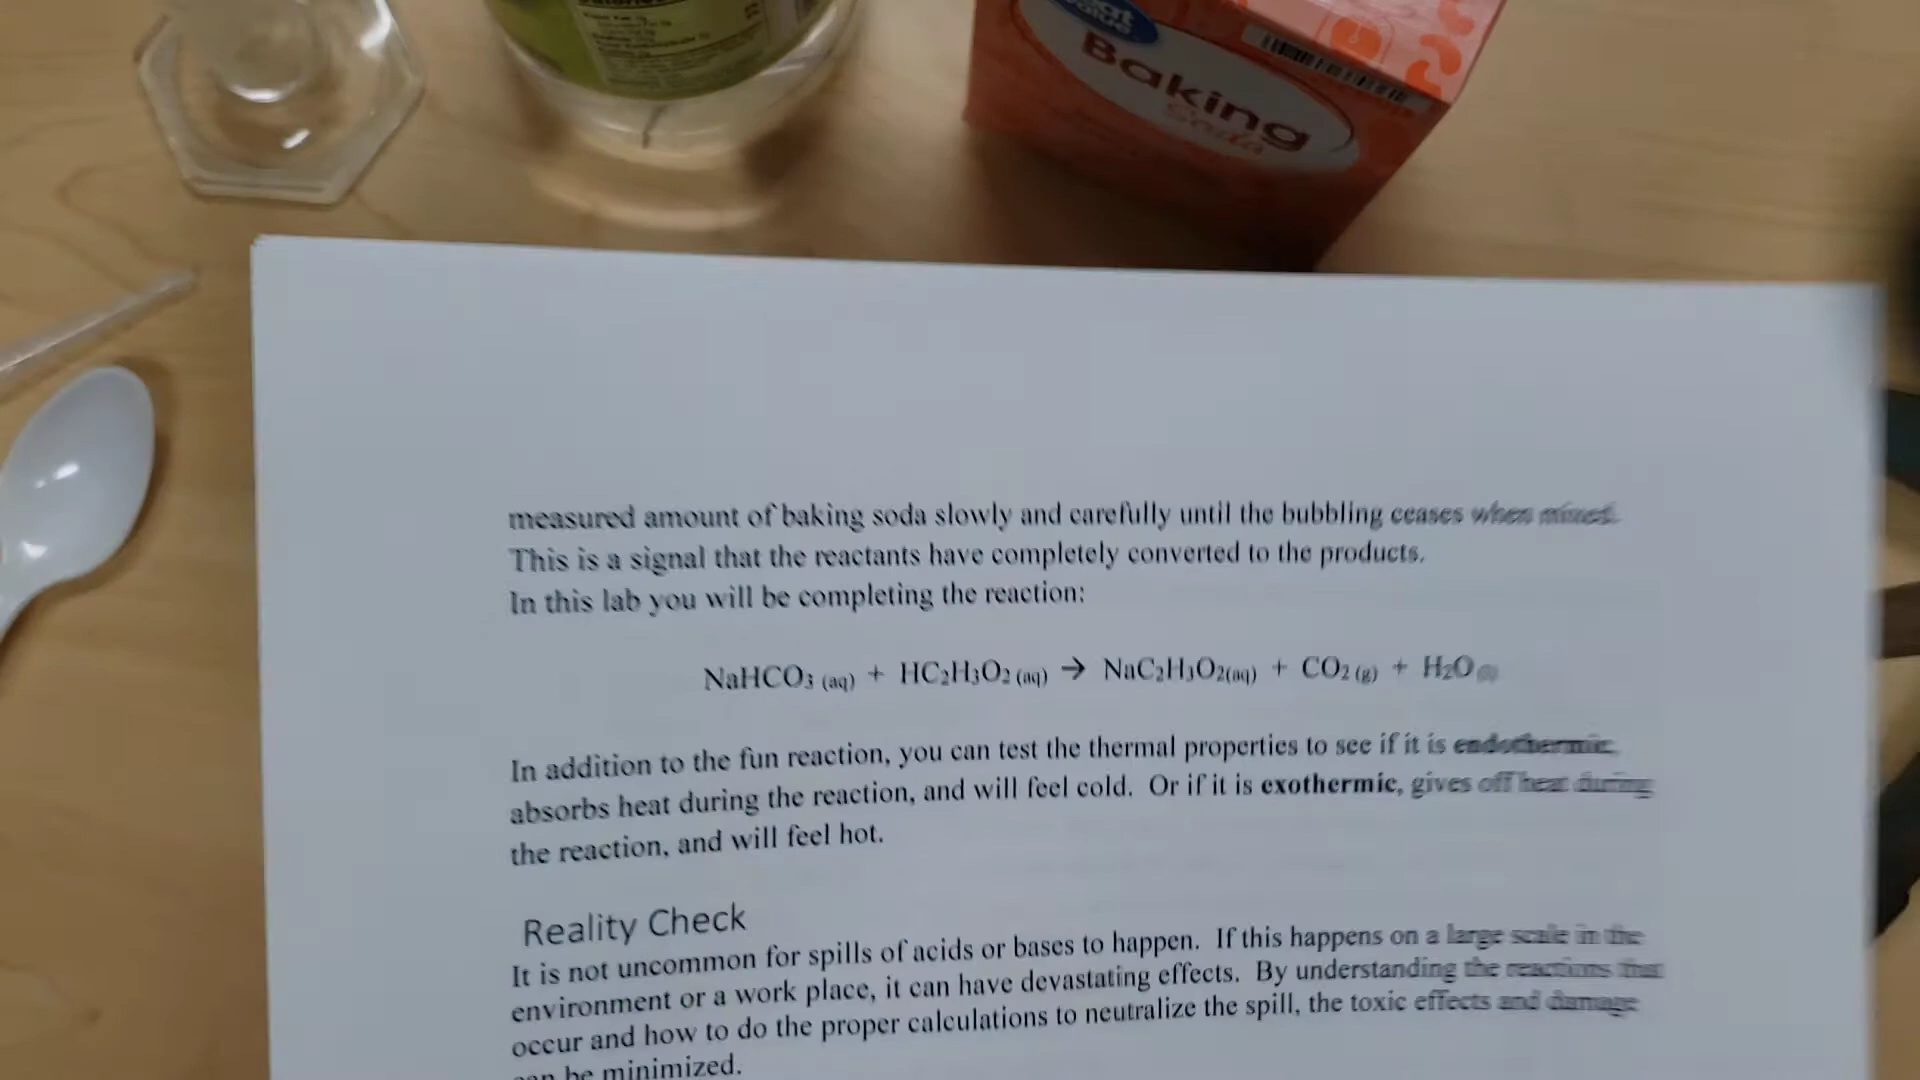 Baking
Soda
measured amount of baking soda slowly and carefully until the bubbling ceases when mixed.
This is a signal that the reactants have completely converted to the products.
In this lab you will be completing the reaction:
NaHCO3 (aq) + HC2H3O2 (aq) → NaC2H3O2(aq) + CO2 (g) + H2O (l)
In addition to the fun reaction, you can test the thermal properties to see if it is endothermic,
absorbs heat during the reaction, and will feel cold. Or if it is exothermic, gives off heat during
the reaction, and will feel hot.
Reality Check
It is not uncommon for spills of acids or bases to happen. If this happens on a large scale in the
environment or a work place, it can have devastating effects. By understanding the reactions that
occur and how to do the proper calculations to neutralize the spill, the toxic effects and damage
can be minimized.